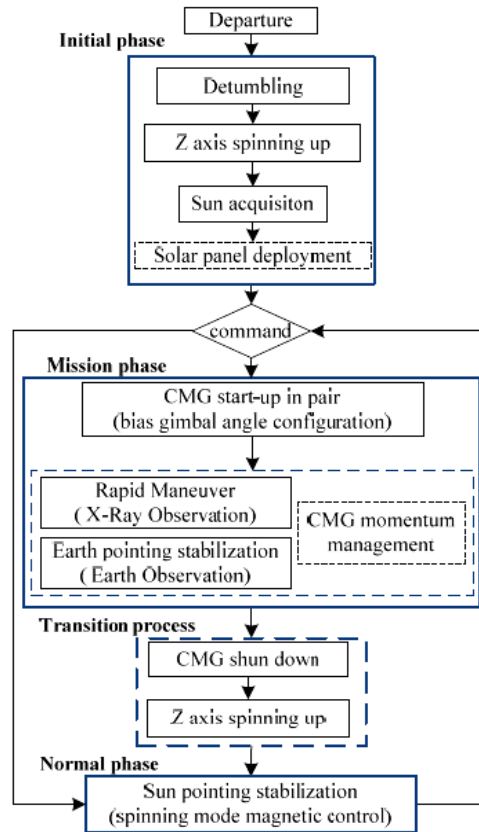 Departure
Initial phase
Detumbling
Z axis spinning up
Sun acquisiton
Solar panel deployment
command
Mission phase
CMG start-up in pair
(bias gimbal angle configuration)
Rapid Maneuver
( X-Ray Observation)
CMG momentum
management
Earth pointing stabilization
( Earth Observation)
Transition process
CMG shun down
Z axis spinning up
Normal phase
Sun pointing stabilization
(spinning mode magnetic control)